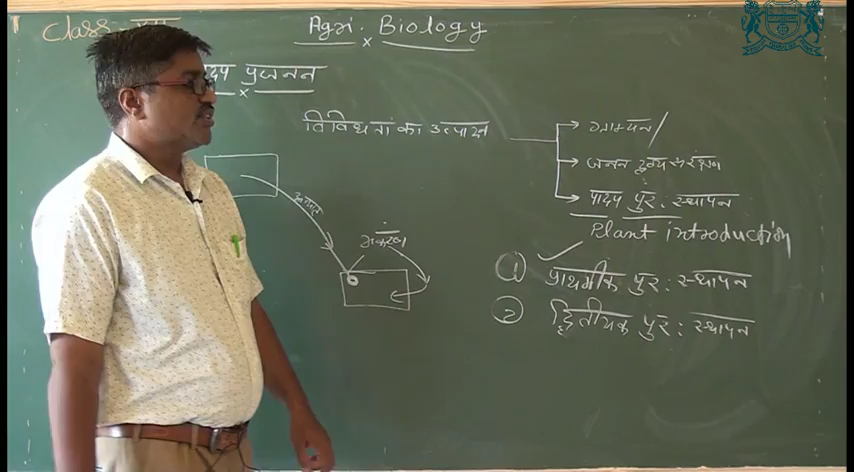 Class
Agri. x Biology
पादप प्रजनन
x
विविधता का उत्पादन
→ ग्राम्यन/
→ जनन द्रव्य संरक्षण
→ पादप पुर: स्थापन
Plant introduction
① प्राथमीक पुर: स्थापन
② द्वितीयक पुर: स्थापन